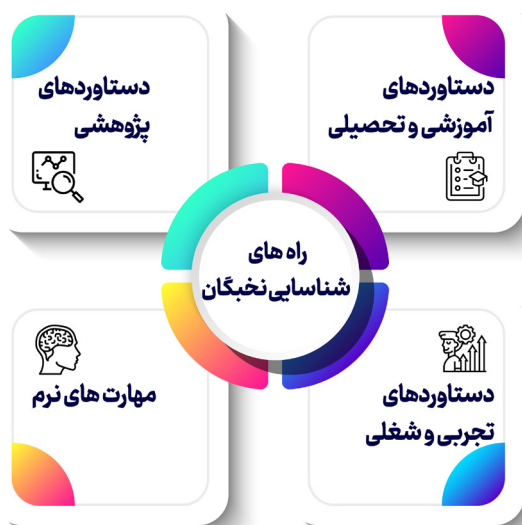 دستاوردهای
آموزشی و تحصیلی
دستاوردهای
پژوهشی
راه های
شناسایی نخبگان
دستاوردهای
تجربی و شغلی
مهارت های نرم